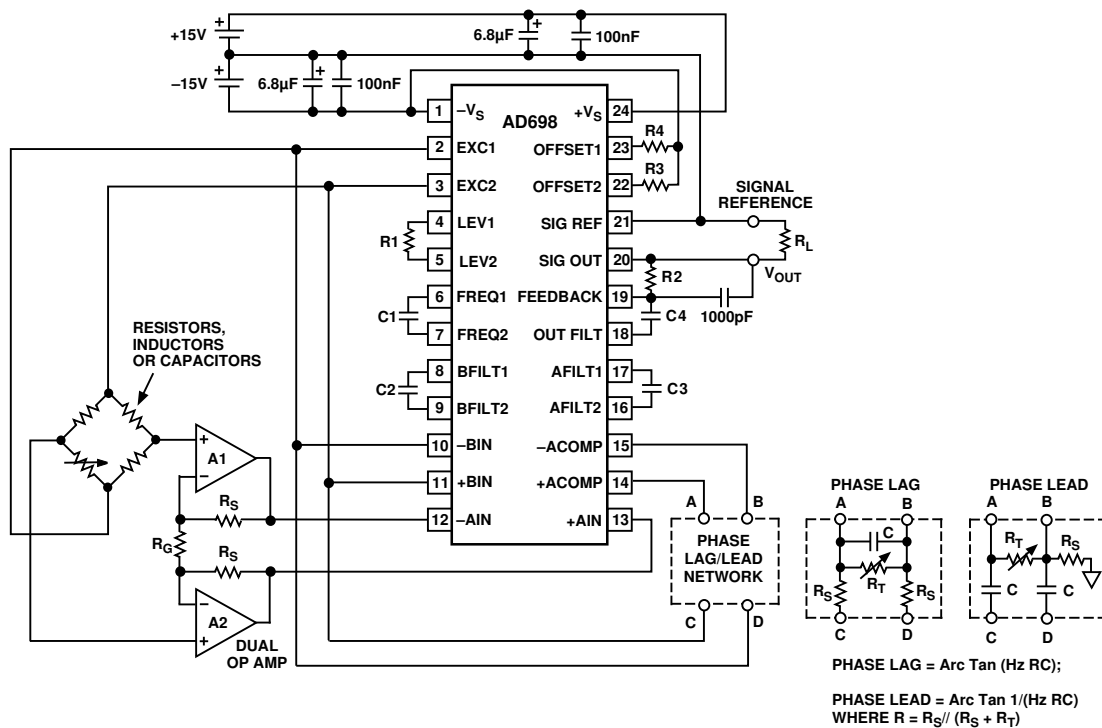 +15V
–15V
6.8µF
100nF
6.8µF
100nF
AD698
1 –VS
2 EXC1
3 EXC2
4 LEV1
5 LEV2
6 FREQ1
7 FREQ2
8 BFILT1
9 BFILT2
10 –BIN
11 +BIN
12 –AIN
+VS 24
OFFSET1 23
OFFSET2 22
SIG REF 21
SIG OUT 20
FEEDBACK 19
OUT FILT 18
AFILT1 17
AFILT2 16
–ACOMP 15
+ACOMP 14
+AIN 13
R4
R3
SIGNAL
REFERENCE
RL
R2
VOUT
C4
1000pF
C3
R1
C1
C2
RESISTORS,
INDUCTORS
OR CAPACITORS
+
A1
–
RS
RG
RS
–
A2
+
DUAL
OP AMP
A
B
PHASE
LAG/LEAD
NETWORK
C
D
PHASE LAG
A
B
C
RT
RS
RS
C
D
PHASE LEAD
A
B
RT
RS
C
C
C
D
PHASE LAG = Arc Tan (Hz RC);
PHASE LEAD = Arc Tan 1/(Hz RC)
WHERE R = RS// (RS + RT)